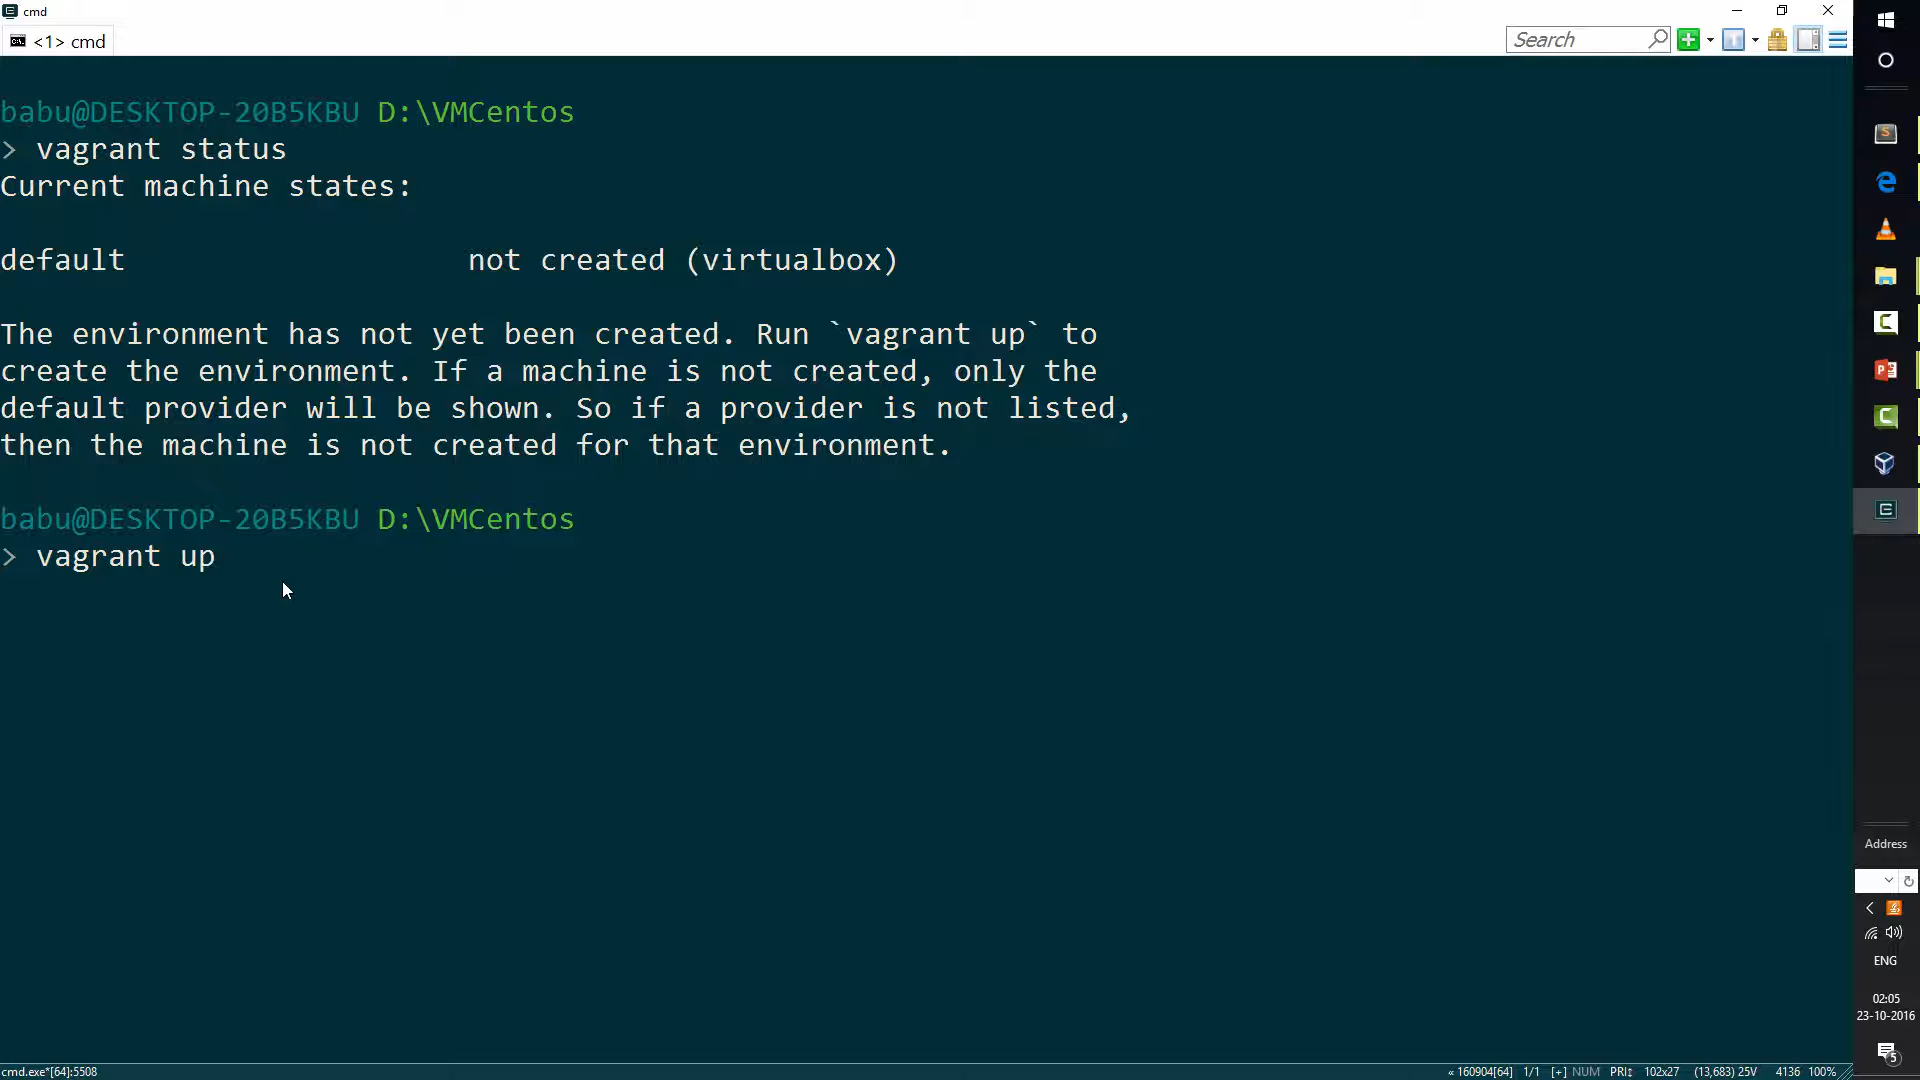 cmd
<1> cmd
Search
babu@DESKTOP-20B5KBU D:\VMCentos
> vagrant status
Current machine states:
default                   not created (virtualbox)
The environment has not yet been created. Run `vagrant up` to
create the environment. If a machine is not created, only the
default provider will be shown. So if a provider is not listed,
then the machine is not created for that environment.
babu@DESKTOP-20B5KBU D:\VMCentos
> vagrant up
Address
ENG
02:05
23-10-2016
5
cmd.exe*[64]:5508
« 160904[64] 1/1 [+] NUM PRI↕ 102x27 (13,683) 25V 4136 100%